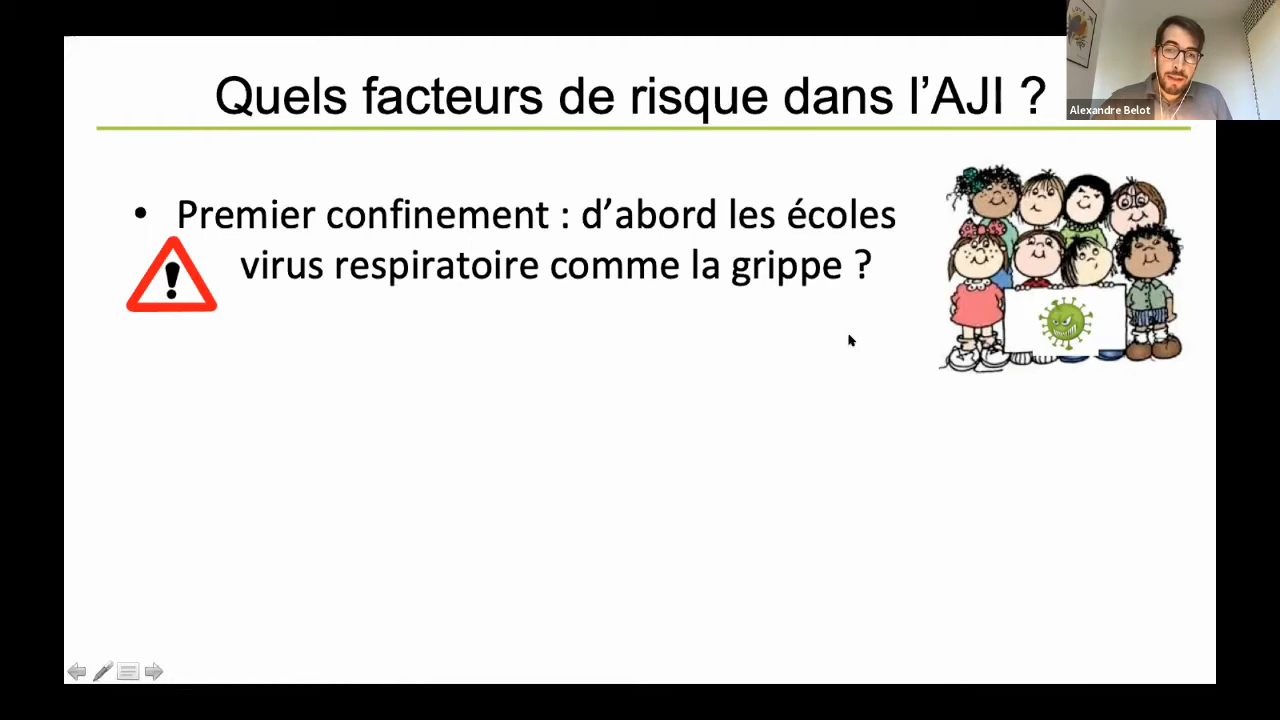 Quels facteurs de risque dans l'AJI ?
Alexandre Belot
• Premier confinement : d'abord les écoles
virus respiratoire comme la grippe ?